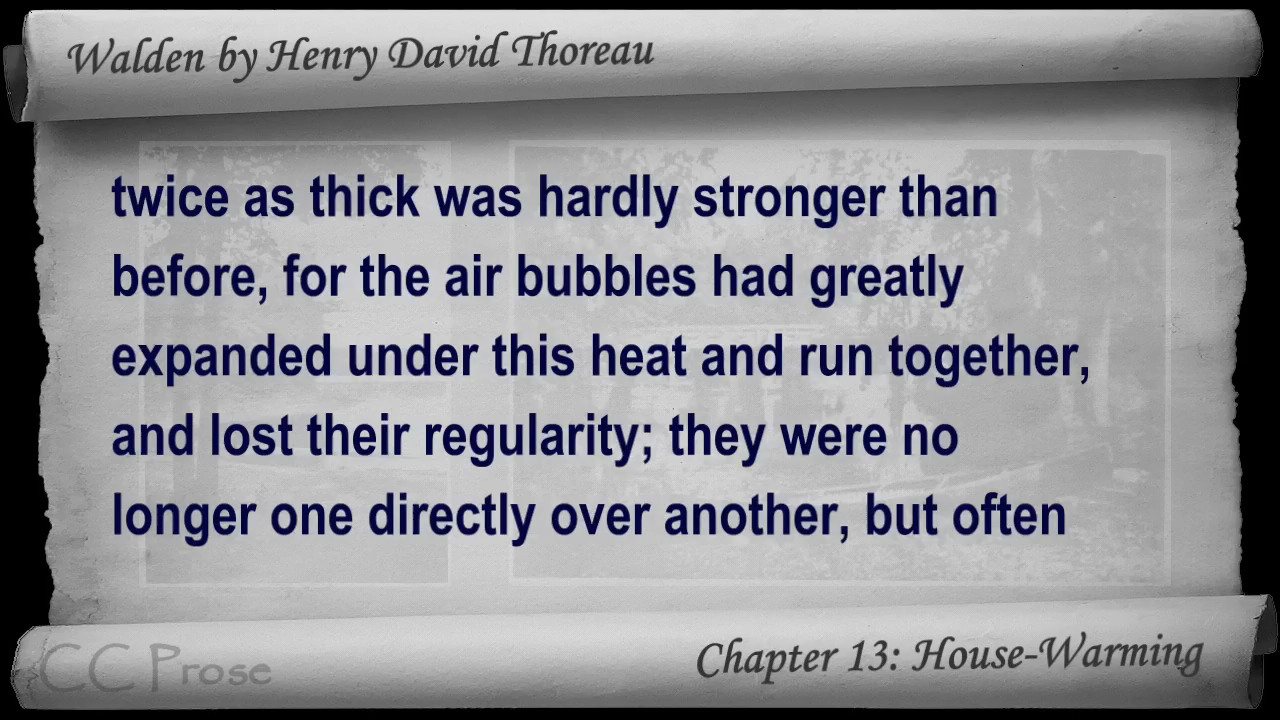 Walden by Henry David Thoreau
twice as thick was hardly stronger than
before, for the air bubbles had greatly
expanded under this heat and run together,
and lost their regularity; they were no
longer one directly over another, but often
CC Prose
Chapter 13: House-Warming